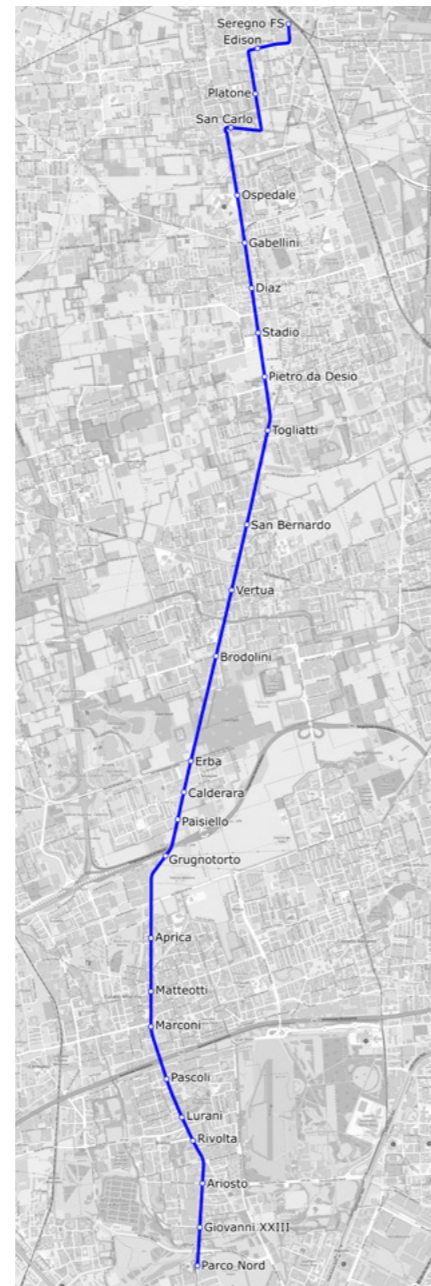 Seregno FS
Edison
Platone
San Carlo
Ospedale
Gabellini
Diaz
Stadio
Pietro da Desio
Togliatti
San Bernardo
Vertua
Brodolini
Erba
Calderara
Paisiello
Grugnotorto
Aprica
Matteotti
Marconi
Pascoli
Lurani
Rivolta
Ariosto
Giovanni XXIII
Parco Nord